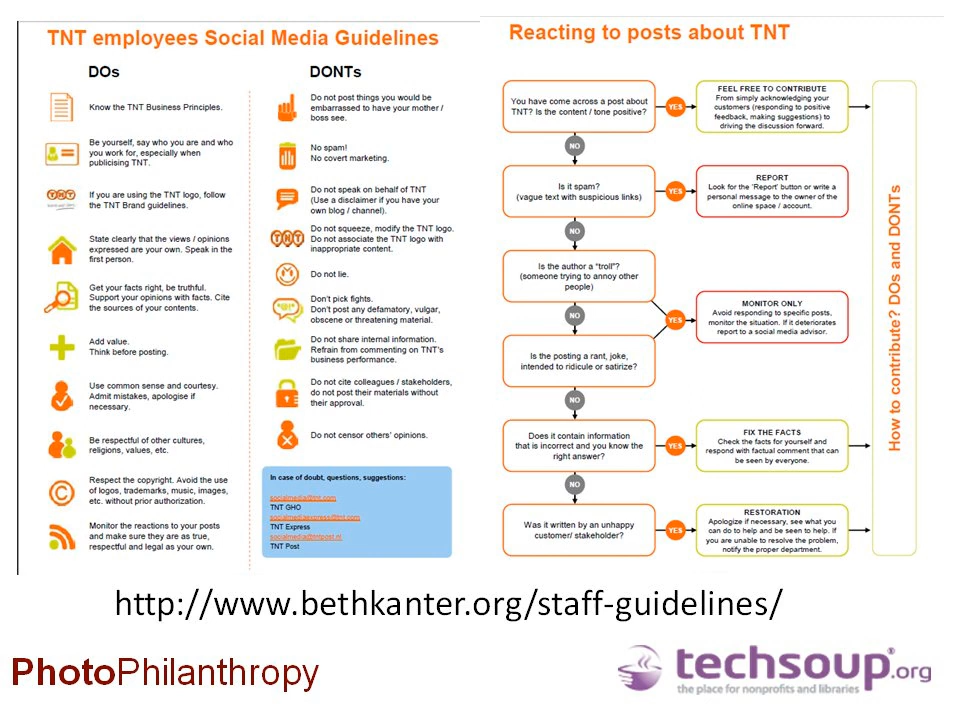 TNT employees Social Media Guidelines
DOs
Know the TNT Business Principles.
Be yourself, say who you are and who
you work for, especially when
publicising TNT.
If you are using the TNT logo, follow
the TNT Brand guidelines.
State clearly that the views / opinions
expressed are your own. Speak in the
first person.
Get your facts right, be truthful.
Support your opinions with facts. Cite
the sources of your contents.
Add value.
Think before posting.
Use common sense and courtesy.
Admit mistakes, apologise if
necessary.
Be respectful of other cultures,
religions, values, etc.
Respect the copyright. Avoid the use
of logos, trademarks, music, images,
etc. without prior authorization.
Monitor the reactions to your posts
and make sure they are as true,
respectful and legal as your own.
DONTs
Do not post things you would be
embarrassed to have your mother /
boss see.
No spam!
No covert marketing.
Do not speak on behalf of TNT
(Use a disclaimer if you have your
own blog / channel).
Do not squeeze, modify the TNT logo.
Do not associate the TNT logo with
inappropriate content.
Do not lie.
Don't pick fights.
Don't post any defamatory, vulgar,
obscene or threatening material.
Do not share internal information.
Refrain from commenting on TNT's
business performance.
Do not cite colleagues / stakeholders,
do not post their materials without
their approval.
Do not censor others' opinions.
In case of doubt, questions, suggestions:
socialmedia@tnt.com
TNT GHO
socialmediaexpress@tnt.com
TNT Express
socialmedia@tntpost.nl
TNT Post
Reacting to posts about TNT
You have come across a post about
TNT? Is the content / tone positive?
YES
FEEL FREE TO CONTRIBUTE
From simply acknowledging your
customers (responding to positive
feedback, making suggestions) to
driving the discussion forward.
NO
Is it spam?
(vague text with suspicious links)
YES
REPORT
Look for the 'Report' button or write a
personal message to the owner of the
online space / account.
NO
Is the author a "troll"?
(someone trying to annoy other
people)
NO
YES
MONITOR ONLY
Avoid responding to specific posts,
monitor the situation. If it deteriorates
report to a social media advisor.
Is the posting a rant, joke,
intended to ridicule or satirize?
NO
Does it contain information
that is incorrect and you know the
right answer?
YES
FIX THE FACTS
Check the facts for yourself and
respond with factual comment that can
be seen by everyone.
NO
Was it written by an unhappy
customer/ stakeholder?
YES
RESTORATION
Apologize if necessary, see what you
can do to help and be seen to help. If
you are unable to resolve the problem,
notify the proper department.
How to contribute? DOs and DONTs
http://www.bethkanter.org/staff-guidelines/
PhotoPhilanthropy
techsoup.org
the place for nonprofits and libraries